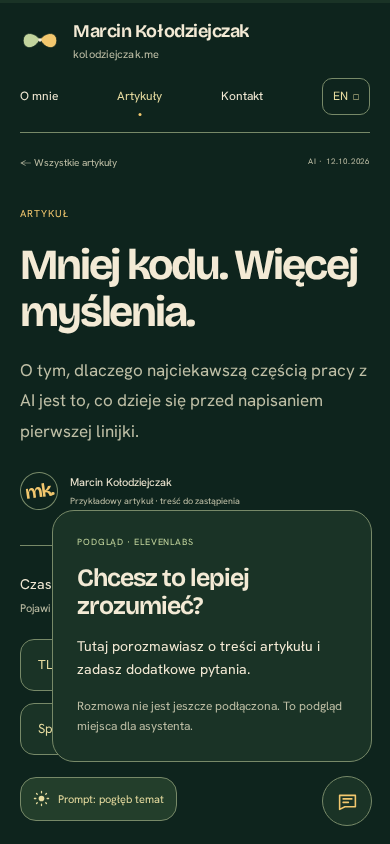 Marcin Kołodziejczak
kolodziejczak.me
O mnie
Artykuły
Kontakt
EN
← Wszystkie artykuły
AI · 12.10.2026
ARTYKUŁ
Mniej kodu. Więcej
myślenia.
O tym, dlaczego najciekawszą częścią pracy z
AI jest to, co dzieje się przed napisaniem
pierwszej linijki.
mk.
Marcin Kołodziejczak
Przykładowy artykuł · treść do zastąpienia
Czas
Pojawi
TL
Sp
PODGLĄD · ELEVENLABS
Chcesz to lepiej
zrozumieć?
Tutaj porozmawiasz o treści artykułu i
zadasz dodatkowe pytania.
Rozmowa nie jest jeszcze podłączona. To podgląd
miejsca dla asystenta.
Prompt: pogłęb temat